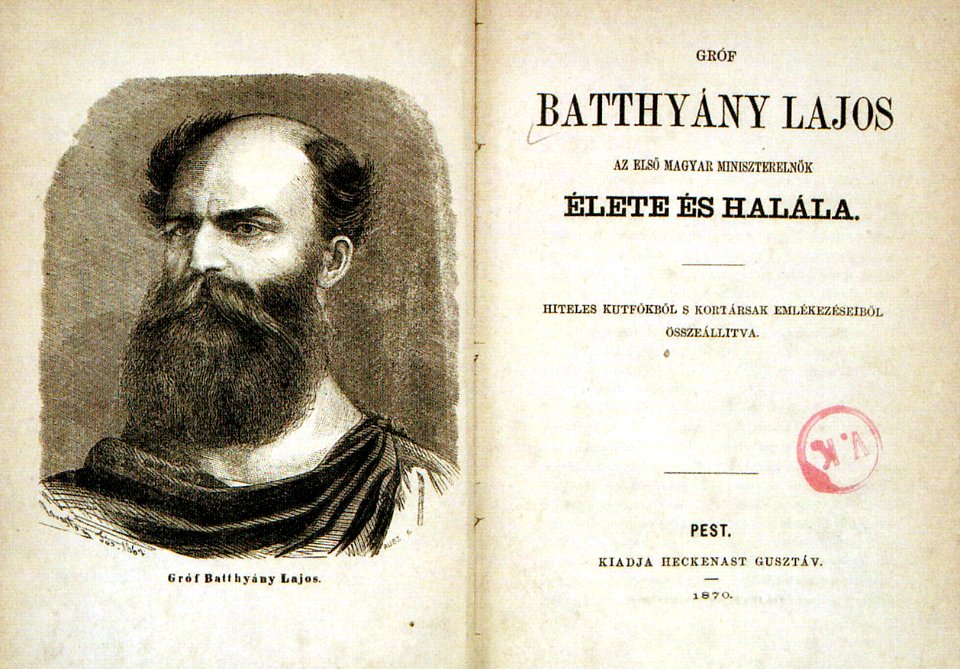 Gróf Batthyány Lajos.
GRÓF
BATTHYÁNY LAJOS
AZ ELSŐ MAGYAR MINISZTERELNÖK
ÉLETE ÉS HALÁLA.
HITELES KUTFŐKBŐL S KORTÁRSAK EMLÉKEZÉSEIBŐL
ÖSSZEÁLLITVA.
V. K.
PEST.
KIADJA HECKENAST GUSZTÁV.
1870.